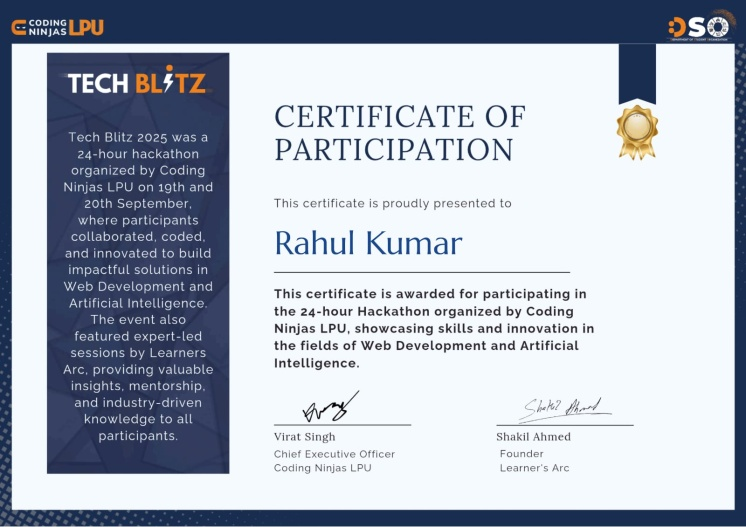 CODING
NINJAS LPU
DSO
TECH BLiTZ
Tech Blitz 2025 was a
24-hour hackathon
organized by Coding
Ninjas LPU on 19th and
20th September,
where participants
collaborated, coded,
and innovated to build
impactful solutions in
Web Development and
Artificial Intelligence.
The event also
featured expert-led
sessions by Learners
Arc, providing valuable
insights, mentorship,
and industry-driven
knowledge to all
participants.
CERTIFICATE OF
PARTICIPATION
This certificate is proudly presented to
Rahul Kumar
This certificate is awarded for participating in
the 24-hour Hackathon organized by Coding
Ninjas LPU, showcasing skills and innovation in
the fields of Web Development and Artificial
Intelligence.
Shakil Ahmed
Virat Singh
Chief Executive Officer
Coding Ninjas LPU
Shakil Ahmed
Founder
Learner's Arc